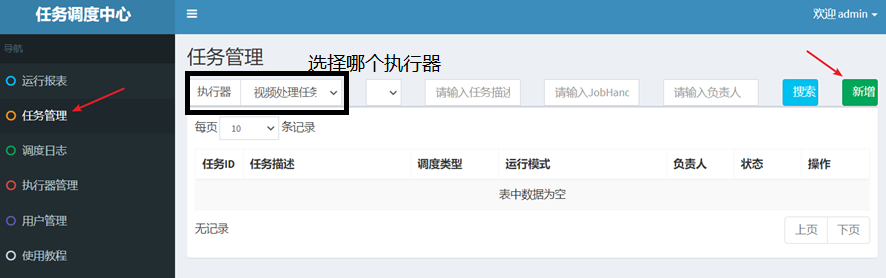 任务调度中心
欢迎 admin
导航
运行报表
任务管理
调度日志
执行器管理
用户管理
使用教程
任务管理
选择哪个执行器
执行器 视频处理任务 请输入任务描述 请输入JobHanc 请输入负责人 搜索 新增
每页 10 条记录
任务ID 任务描述 调度类型 运行模式 负责人 状态 操作
表中数据为空
无记录
上页 下页